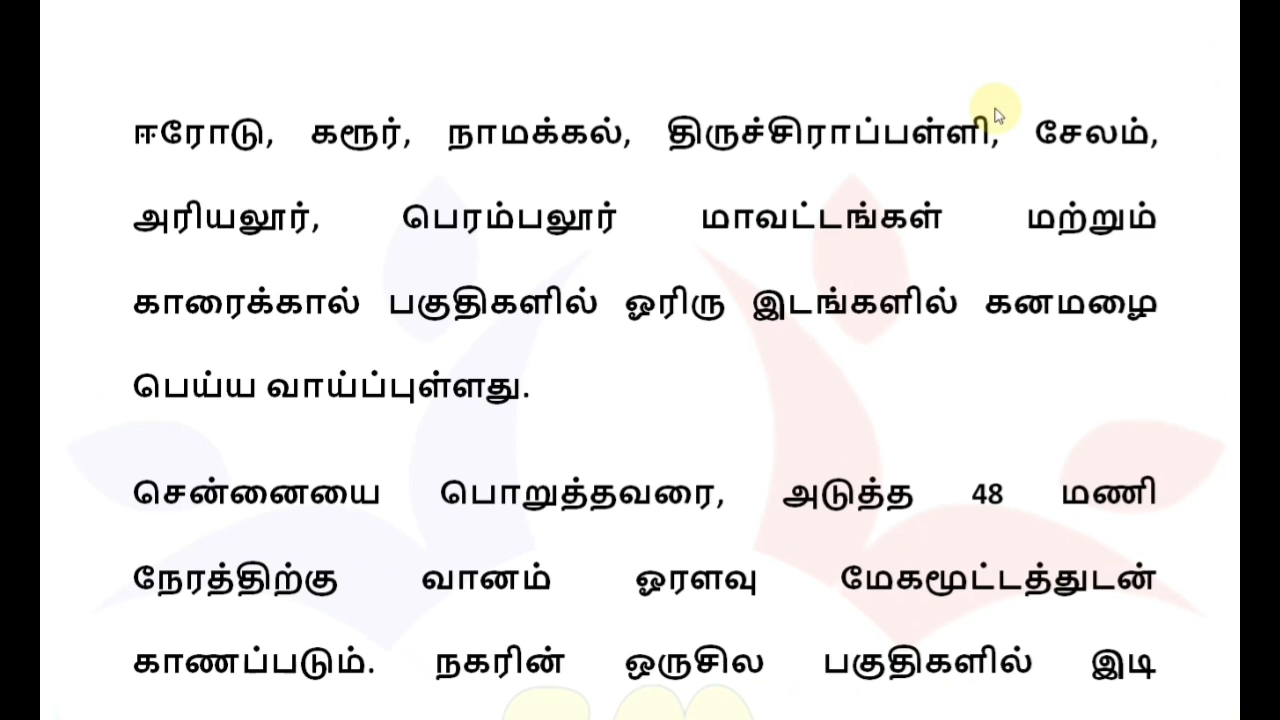 ஈரோடு, கரூர், நாமக்கல், திருச்சிராப்பள்ளி, சேலம்,
அரியலூர், பெரம்பலூர் மாவட்டங்கள் மற்றும்
காரைக்கால் பகுதிகளில் ஓரிரு இடங்களில் கனமழை
பெய்ய வாய்ப்புள்ளது.
சென்னையை பொறுத்தவரை, அடுத்த 48 மணி
நேரத்திற்கு வானம் ஓரளவு மேகமூட்டத்துடன்
காணப்படும். நகரின் ஒருசில பகுதிகளில் இடி